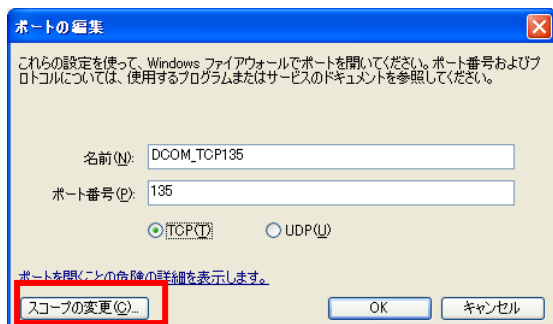 ポートの編集
これらの設定を使って、Windows ファイアウォールでポートを開いてください。ポート番号およびプ
ロトコルについては、使用するプログラムまたはサービスのドキュメントを参照してください。
名前(N): DCOM_TCP135
ポート番号(P): 135
TCP(T) UDP(U)
ポートを開くことの危険の詳細を表示します。
スコープの変更(C)... OK キャンセル